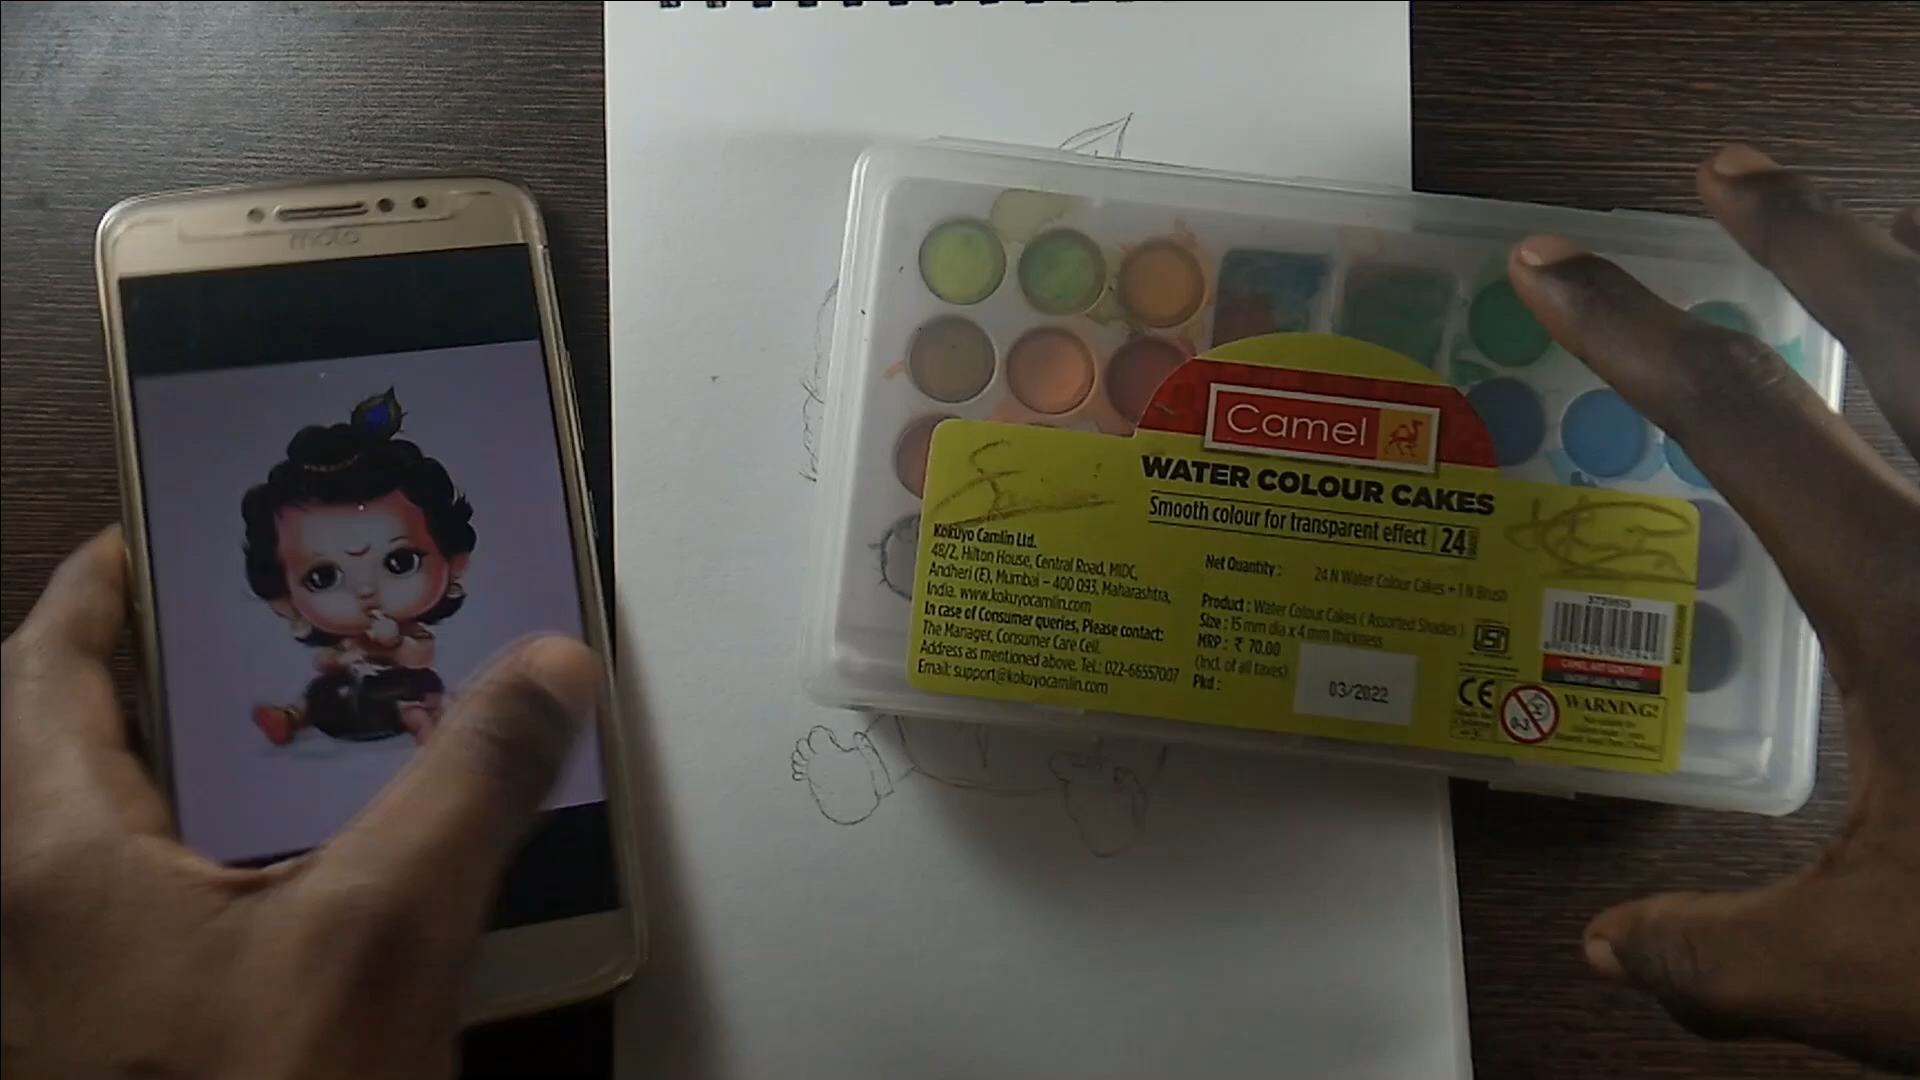 moto
Camel
WATER COLOUR CAKES
Smooth colour for transparent effect 24
Kokuyo Camlin Ltd.
48/2, Hilton House, Central Road, MIDC,
Andheri (E), Mumbai – 400 093, Maharashtra,
India. www.kokuyocamlin.com
In case of Consumer queries, Please contact:
The Manager, Consumer Care Cell.
Address as mentioned above. Tel.: 022-66557007
Email: support@kokuyocamlin.com
Net Quantity : 24 N Water Colour Cakes + 1 N Brush
Product : Water Colour Cakes ( Assorted Shades )
Size : 15 mm dia x 4 mm thickness
MRP : ₹ 70.00
(Incl. of all taxes)
Pkd :
03/2022
CE
0-3
WARNING!